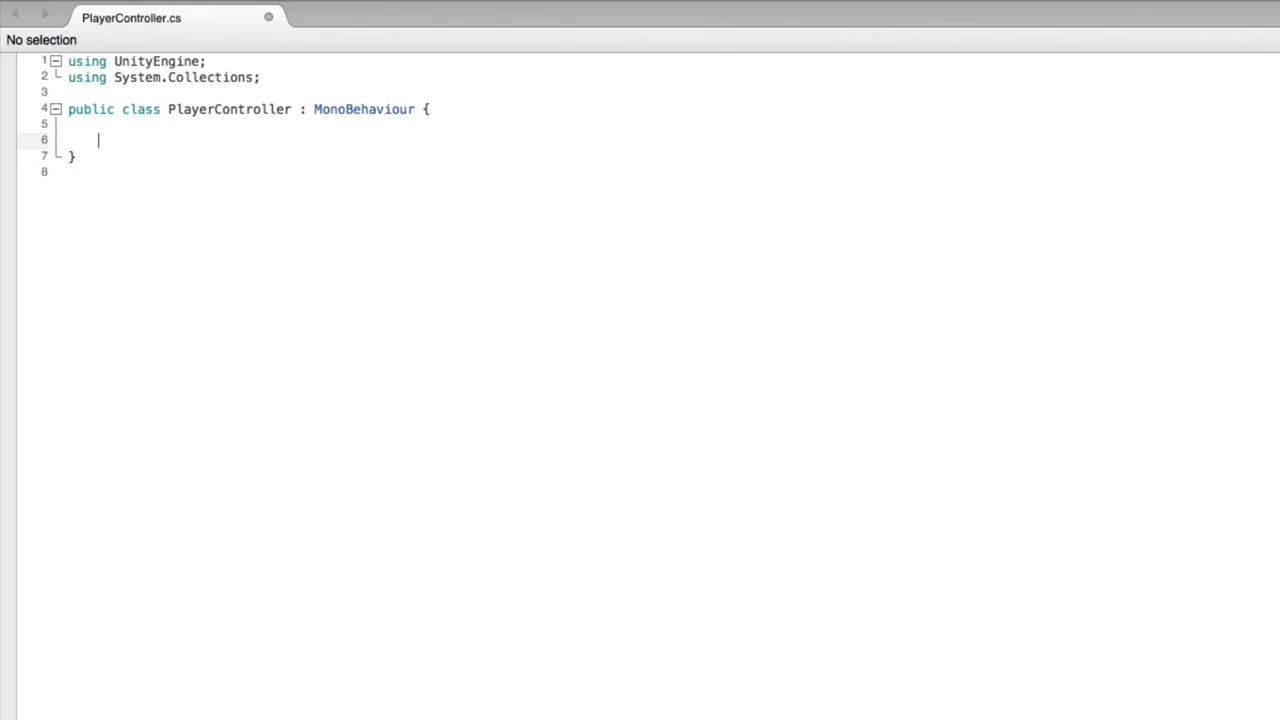 PlayerController.cs
No selection
1 using UnityEngine;
2 using System.Collections;
3
4 public class PlayerController : MonoBehaviour {
5
6
7 }
8